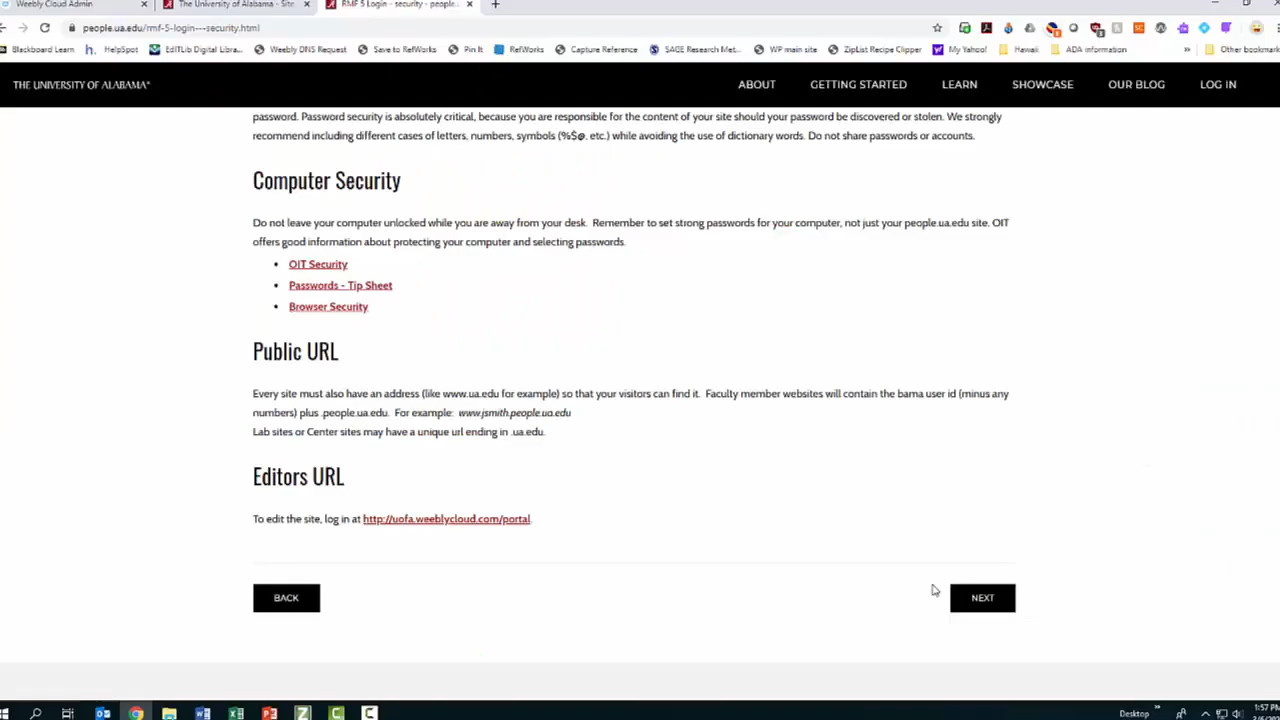 Weebly Cloud Admin
The University of Alabama - Site
RMF 5 Login - security - people.
people.ua.edu/rmf-5-login---security.html
Blackboard Learn HelpSpot EdITLib Digital Libra... Weebly DNS Request Save to RefWorks Pin It RefWorks Capture Reference SAGE Research Met... WP main site ZipList Recipe Clipper My Yahoo! Hawaii ADA information » Other bookmark
THE UNIVERSITY OF ALABAMA® ABOUT GETTING STARTED LEARN SHOWCASE OUR BLOG LOG IN
password. Password security is absolutely critical, because you are responsible for the content of your site should your password be discovered or stolen. We strongly
recommend including different cases of letters, numbers, symbols (%$@, etc.) while avoiding the use of dictionary words. Do not share passwords or accounts.
Computer Security
Do not leave your computer unlocked while you are away from your desk. Remember to set strong passwords for your computer, not just your people.ua.edu site. OIT
offers good information about protecting your computer and selecting passwords.
• OIT Security
• Passwords - Tip Sheet
• Browser Security
Public URL
Every site must also have an address (like www.ua.edu for example) so that your visitors can find it. Faculty member websites will contain the bama user id (minus any
numbers) plus .people.ua.edu. For example: www.jsmith.people.ua.edu
Lab sites or Center sites may have a unique url ending in .ua.edu.
Editors URL
To edit the site, log in at http://uofa.weeblycloud.com/portal.
BACK
NEXT
Desktop » 1:57 PM